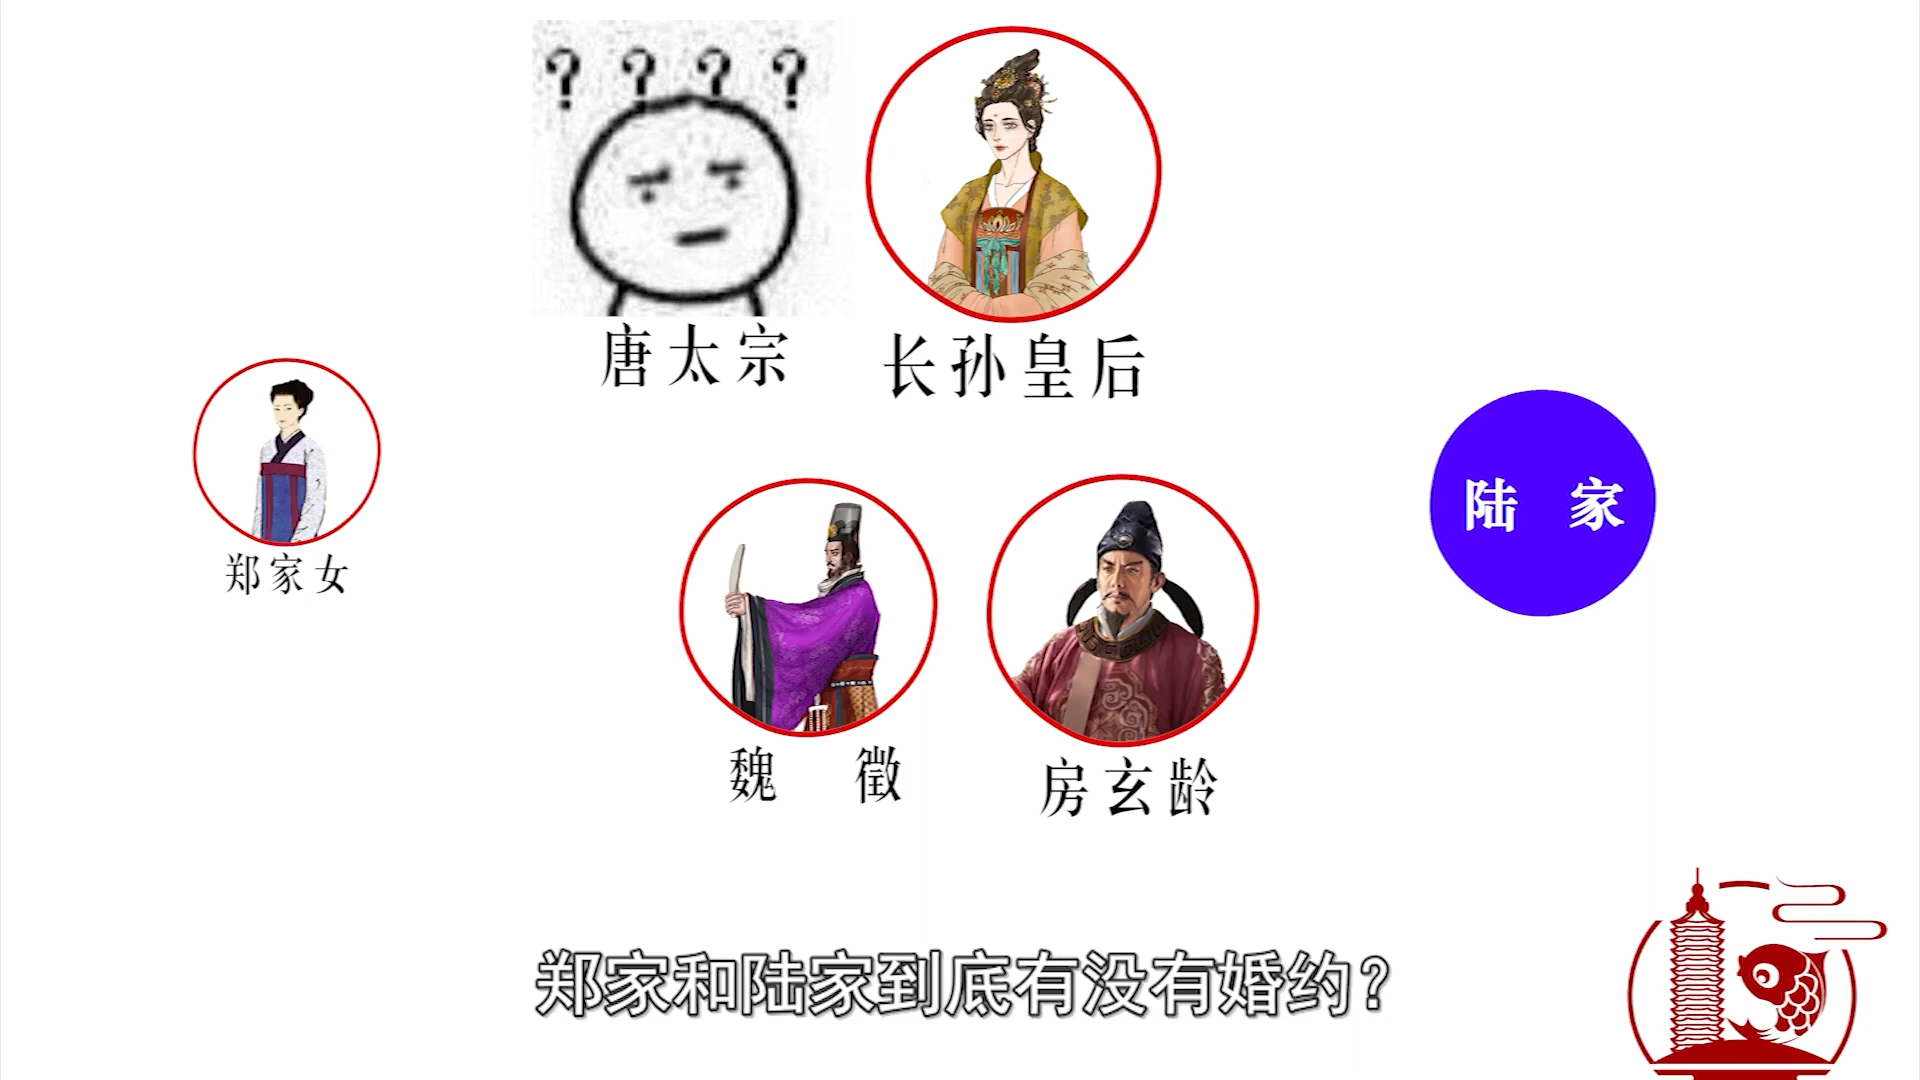 ? ? ? ?
唐太宗
长孙皇后
郑家女
陆 家
魏 徵
房玄龄
郑家和陆家到底有没有婚约?